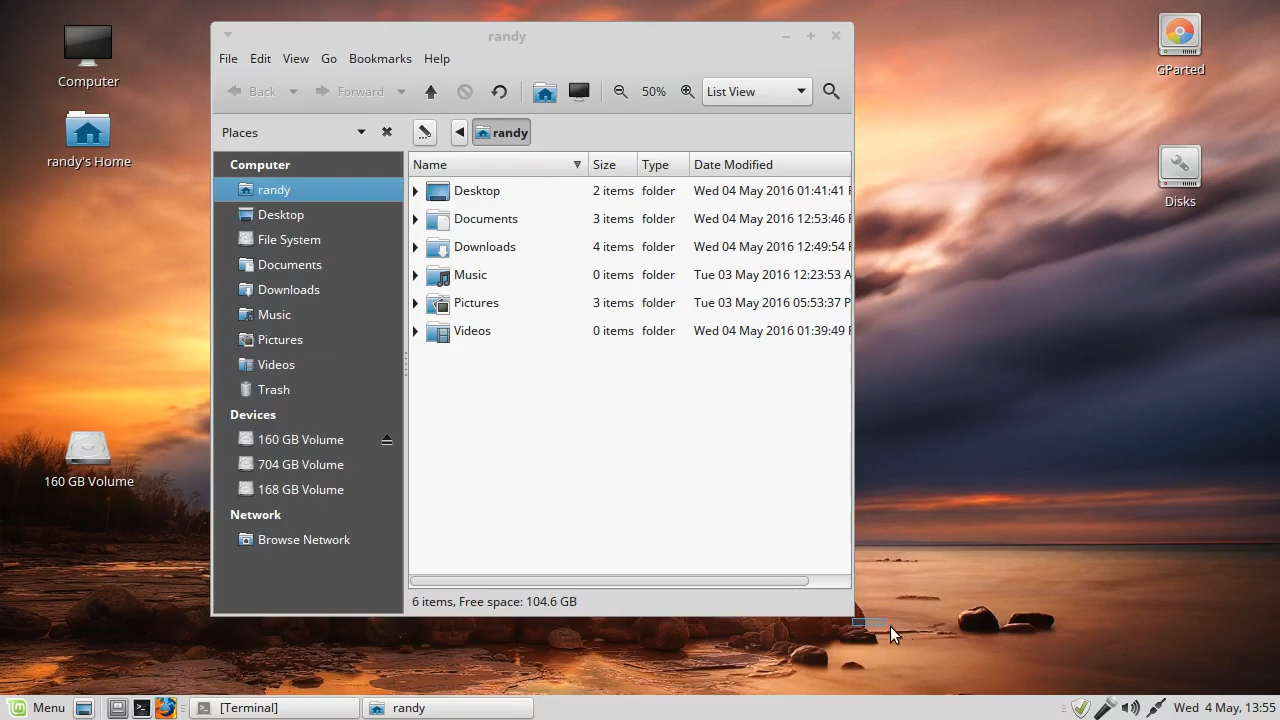 Computer
randy's Home
160 GB Volume
GParted
Disks
randy
File Edit View Go Bookmarks Help
Back Forward 50% List View
Places randy
Computer
randy
Desktop
File System
Documents
Downloads
Music
Pictures
Videos
Trash
Devices
160 GB Volume
704 GB Volume
168 GB Volume
Network
Browse Network
Name Size Type Date Modified
Desktop 2 items folder Wed 04 May 2016 01:41:41
Documents 3 items folder Wed 04 May 2016 12:53:46
Downloads 4 items folder Wed 04 May 2016 12:49:54
Music 0 items folder Tue 03 May 2016 12:23:53 A
Pictures 3 items folder Tue 03 May 2016 05:53:37 P
Videos 0 items folder Wed 04 May 2016 01:39:49
6 items, Free space: 104.6 GB
Menu [Terminal] randy Wed 4 May, 13:55